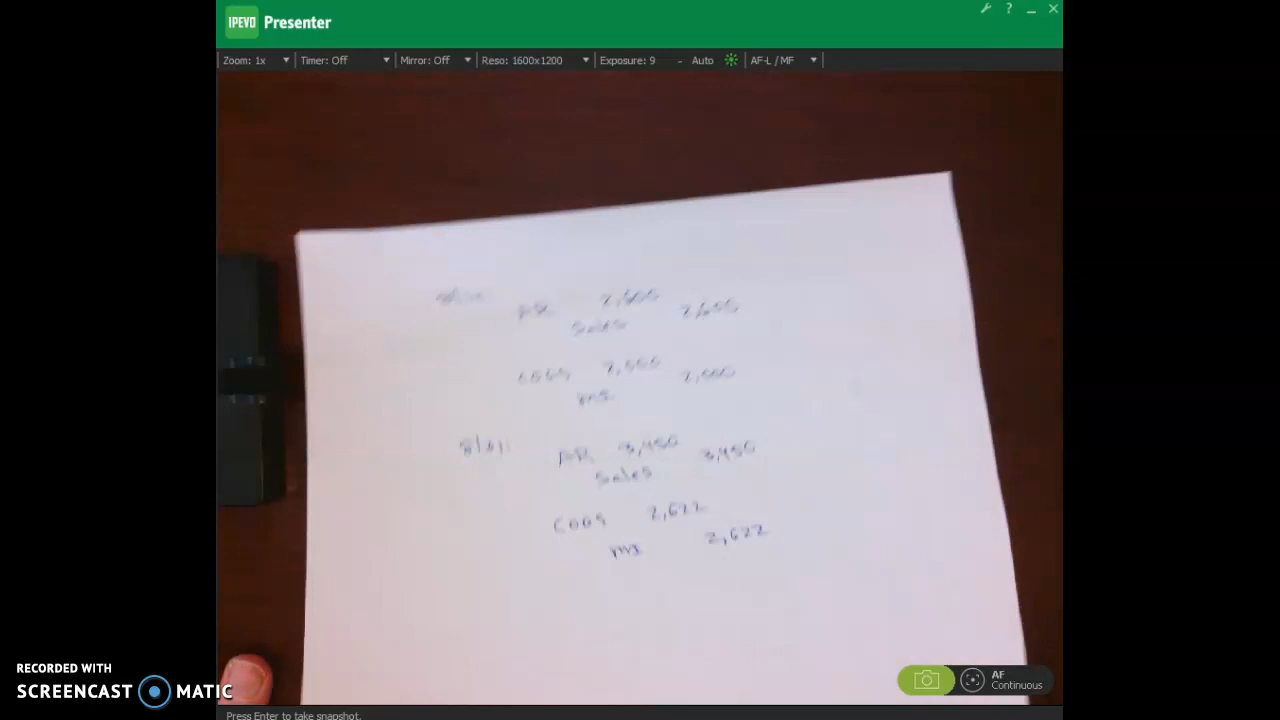 IPEVO Presenter
Zoom: 1x Timer: Off Mirror: Off Reso: 1600x1200 Exposure: 9 - Auto AF-L / MF
AR
Sales
COGS
8/21
AR 3,450
Sales 3,450
COGS 2,622
MI 2,622
AF
Continuous
RECORDED WITH
SCREENCAST MATIC
Press Enter to take snapshot.